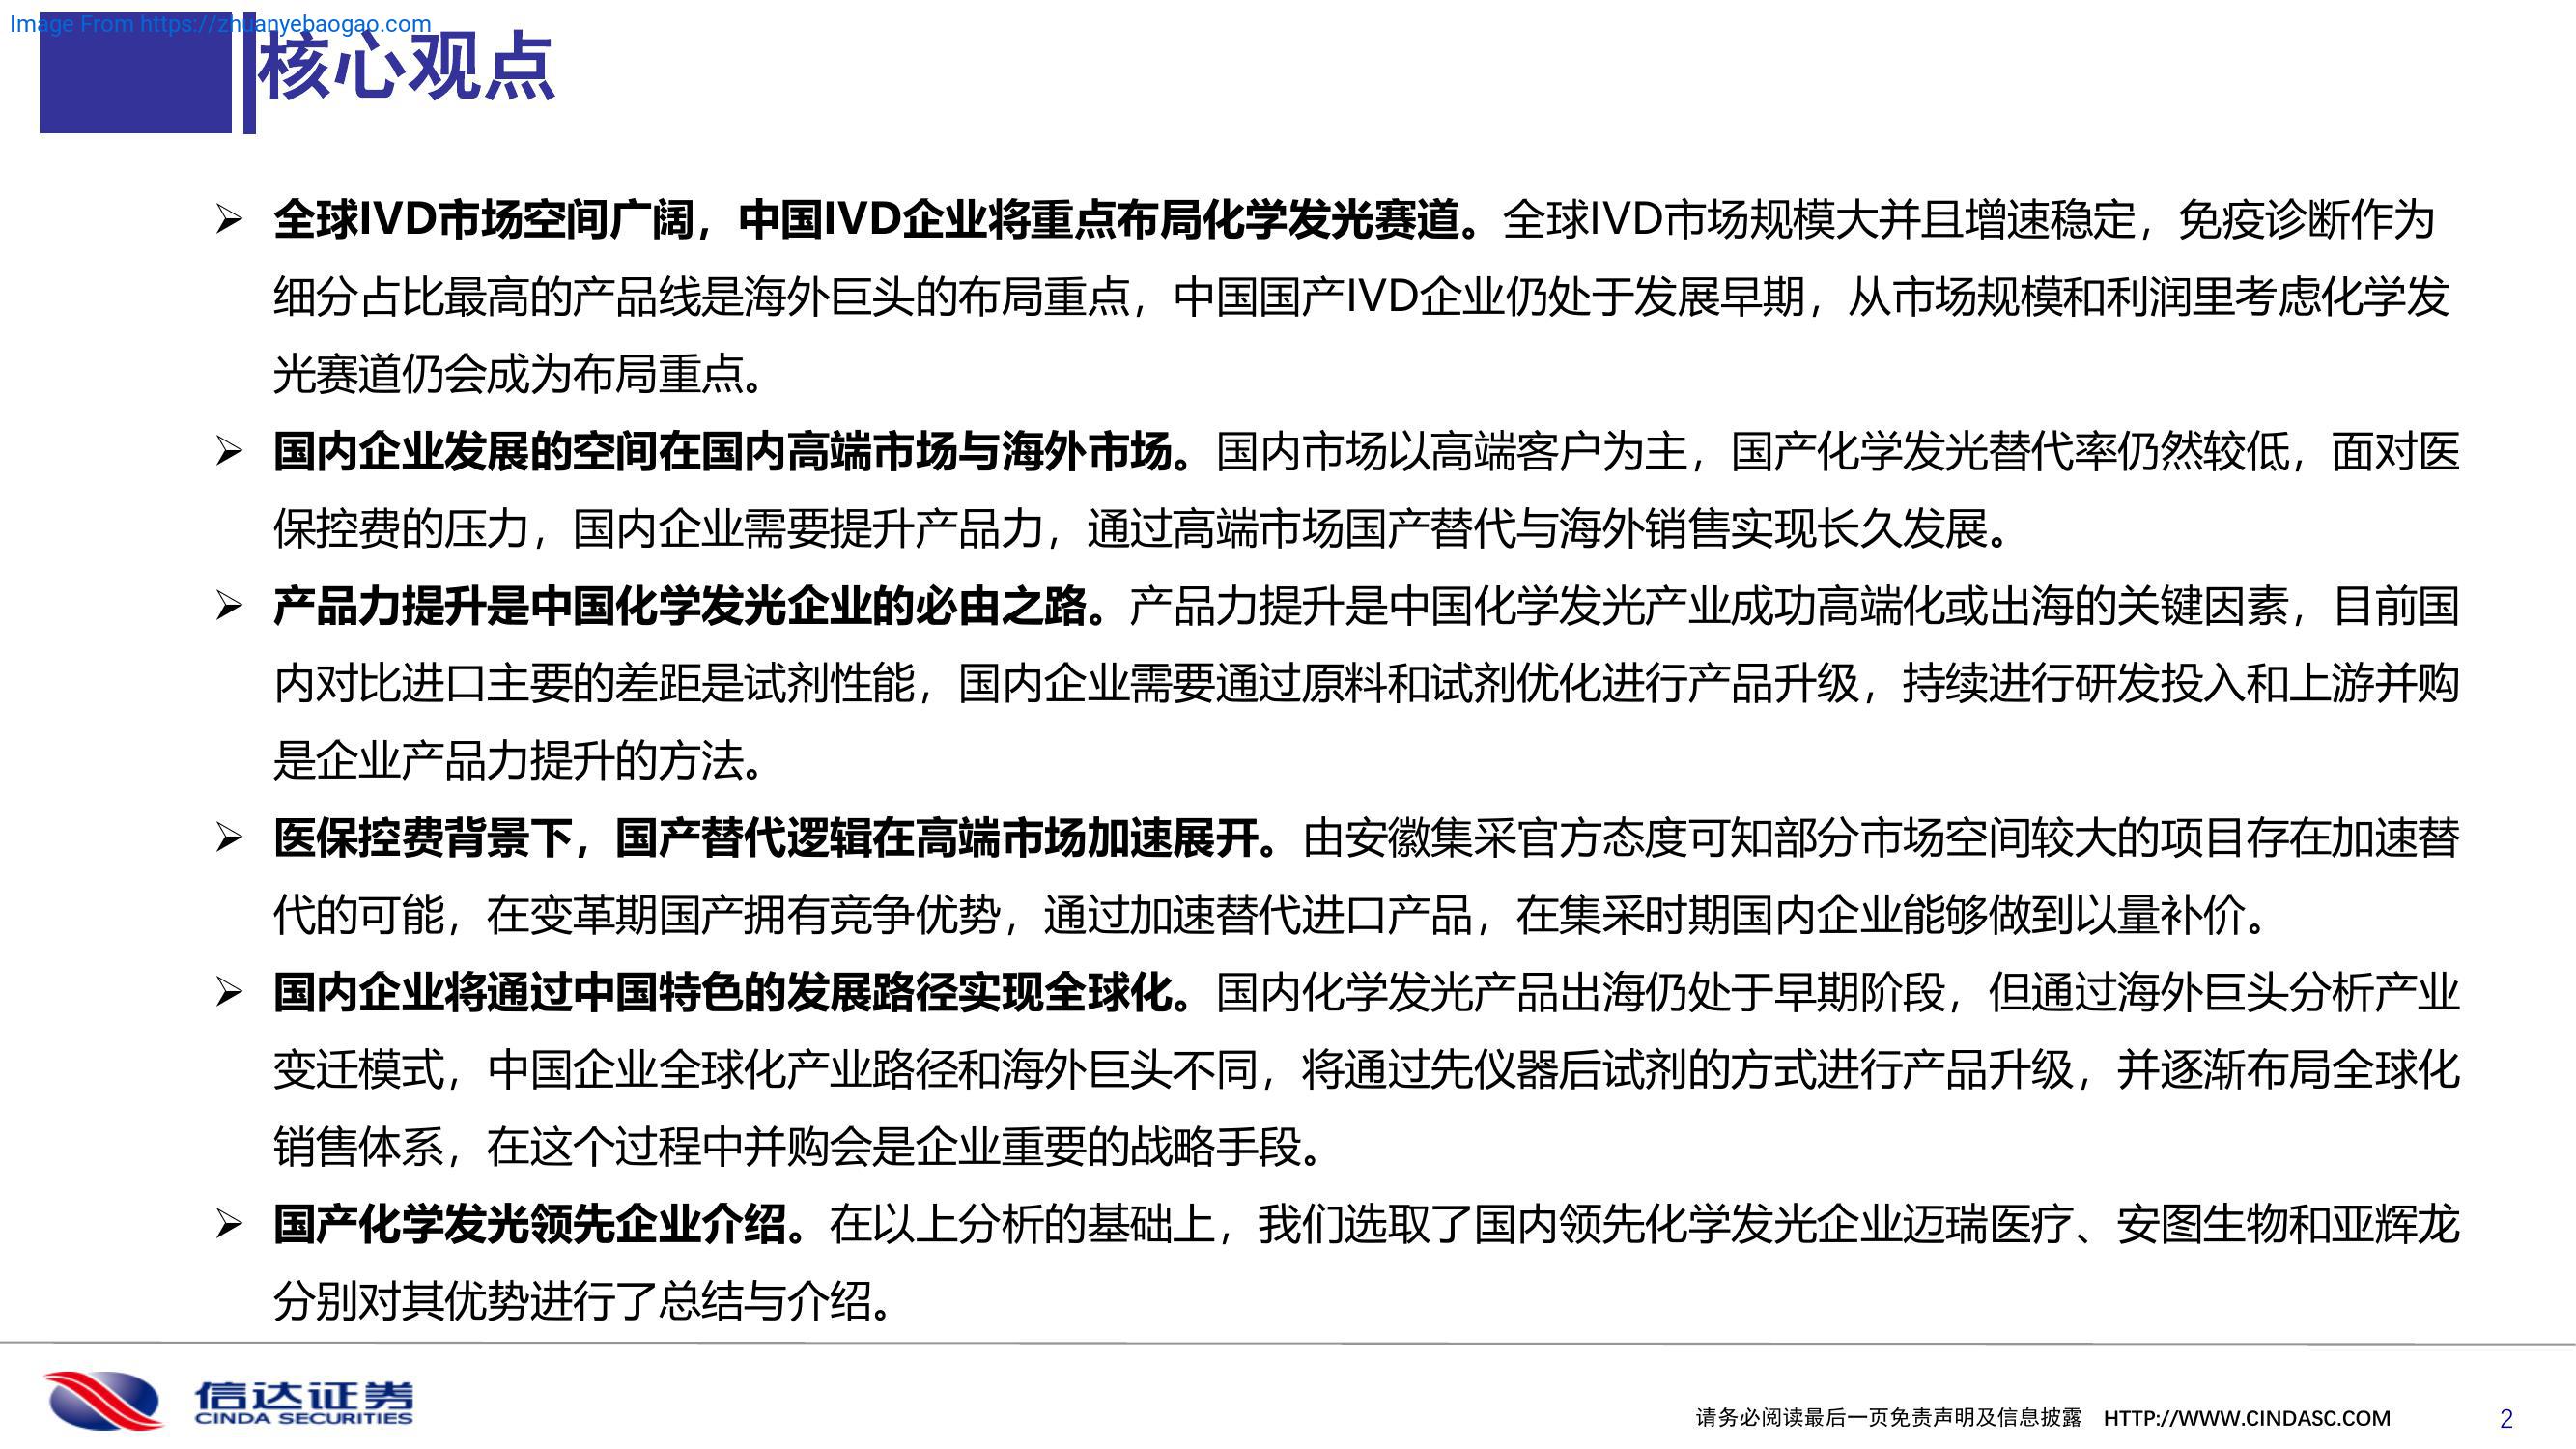 Image From https://zhuanyebaogao.com
核心观点
全球IVD市场空间广阔，中国IVD企业将重点布局化学发光赛道。全球IVD市场规模大并且增速稳定，免疫诊断作为
细分占比最高的产品线是海外巨头的布局重点，中国国产IVD企业仍处于发展早期，从市场规模和利润里考虑化学发
光赛道仍会成为布局重点。
国内企业发展的空间在国内高端市场与海外市场。国内市场以高端客户为主，国产化学发光替代率仍然较低，面对医
保控费的压力，国内企业需要提升产品力，通过高端市场国产替代与海外销售实现长久发展。
产品力提升是中国化学发光企业的必由之路。产品力提升是中国化学发光产业成功高端化或出海的关键因素，目前国
内对比进口主要的差距是试剂性能，国内企业需要通过原料和试剂优化进行产品升级，持续进行研发投入和上游并购
是企业产品力提升的方法。
医保控费背景下，国产替代逻辑在高端市场加速展开。由安徽集采官方态度可知部分市场空间较大的项目存在加速替
代的可能，在变革期国产拥有竞争优势，通过加速替代进口产品，在集采时期国内企业能够做到以量补价。
国内企业将通过中国特色的发展路径实现全球化。国内化学发光产品出海仍处于早期阶段，但通过海外巨头分析产业
变迁模式，中国企业全球化产业路径和海外巨头不同，将通过先仪器后试剂的方式进行产品升级，并逐渐布局全球化
销售体系，在这个过程中并购会是企业重要的战略手段。
国产化学发光领先企业介绍。在以上分析的基础上，我们选取了国内领先化学发光企业迈瑞医疗、安图生物和亚辉龙
分别对其优势进行了总结与介绍。
信达证券
CINDA SECURITIES
请务必阅读最后一页免责声明及信息披露 HTTP://WWW.CINDASC.COM 2